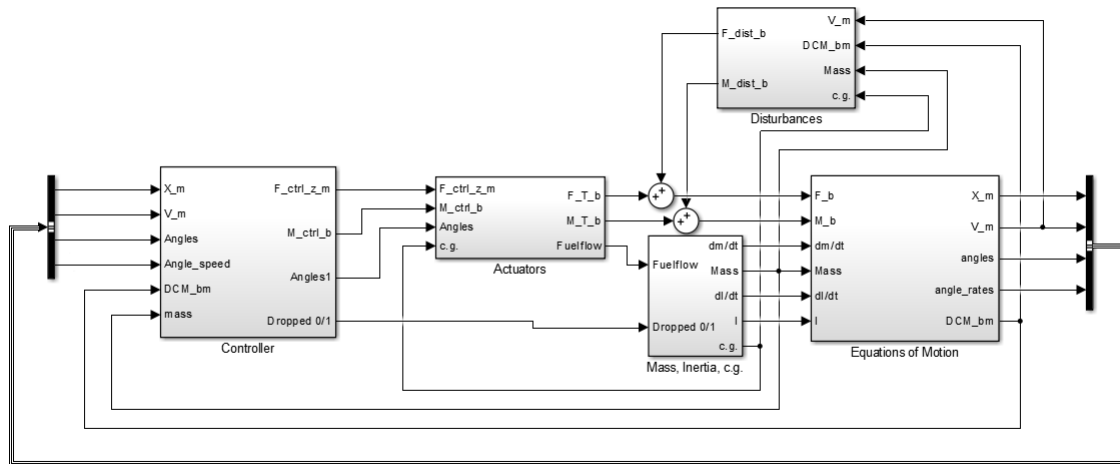 V_m
F_dist_b
DCM_bm
Mass
M_dist_b
c.g.
Disturbances
X_m
V_m
Angles
Angle_speed
DCM_bm
mass
F_ctrl_z_m
M_ctrl_b
Angles1
Dropped 0/1
Controller
F_ctrl_z_m
M_ctrl_b
Angles
c.g.
F_T_b
M_T_b
Fuelflow
Actuators
+
+
+
+
Fuelflow
Dropped 0/1
dm/dt
Mass
dI/dt
I
c.g.
Mass, Inertia, c.g.
F_b
M_b
dm/dt
Mass
dI/dt
I
X_m
V_m
angles
angle_rates
DCM_bm
Equations of Motion